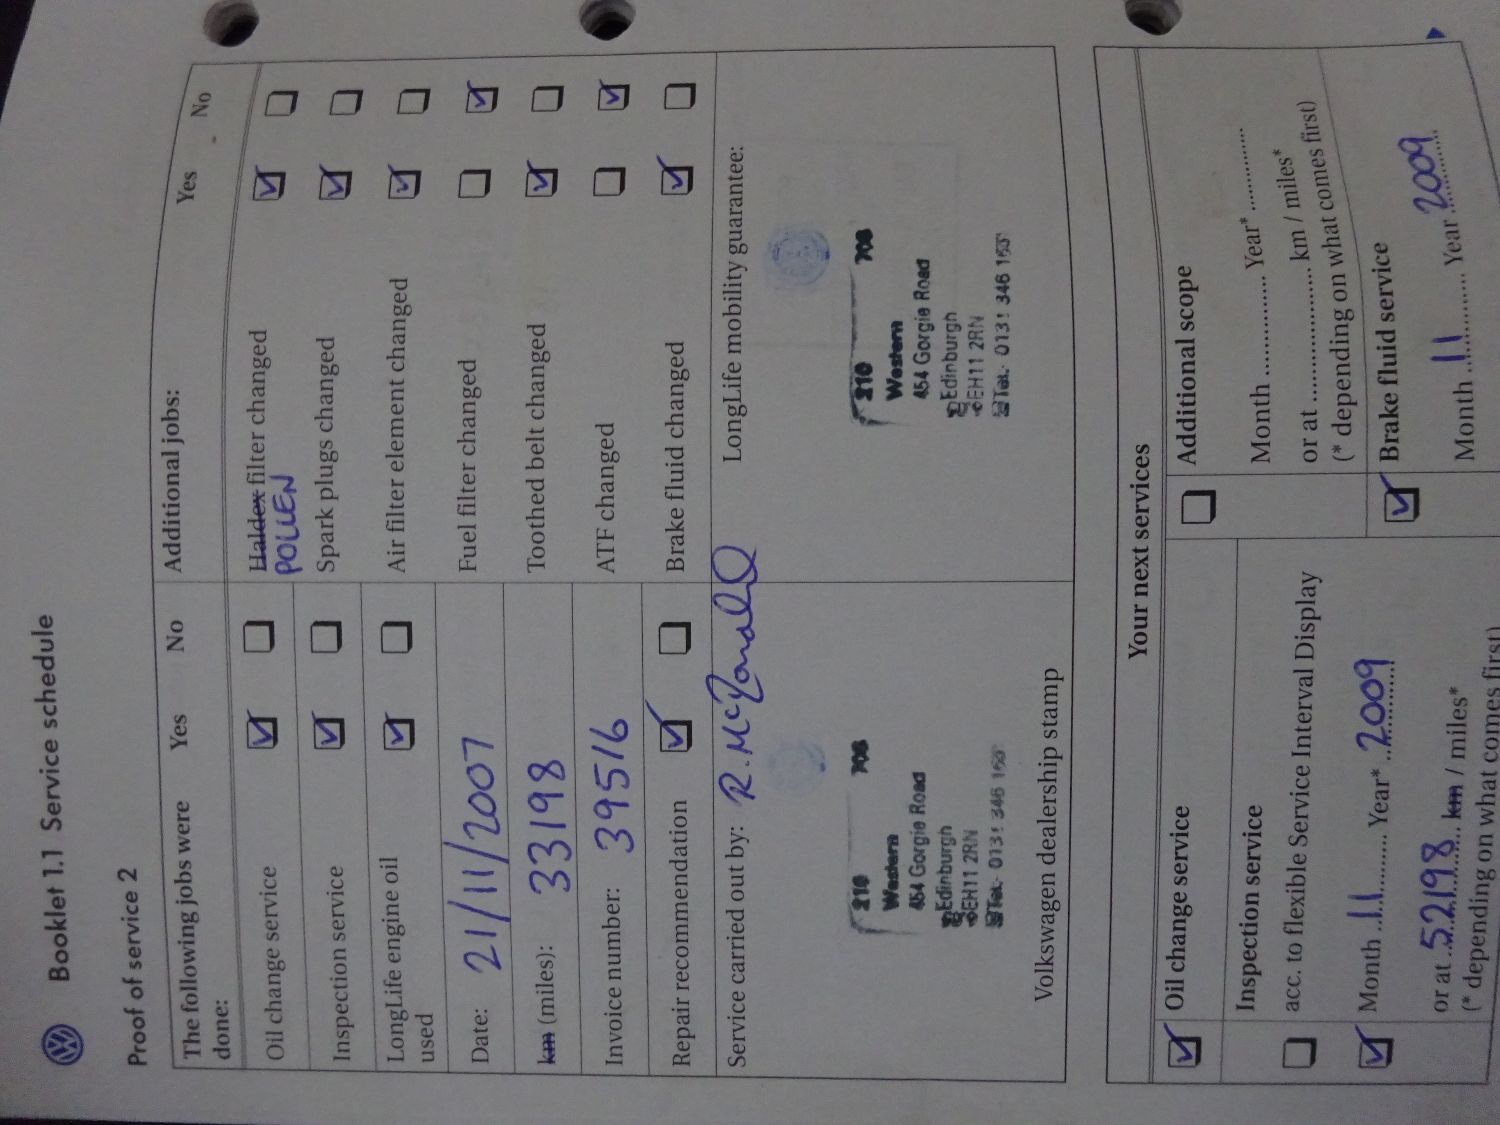 Booklet 1.1 Service schedule
Proof of service 2
The following jobs were done: Yes No
Additional jobs: Yes No
Oil change service
Haldex filter changed
POLLEN
Inspection service
Spark plugs changed
LongLife engine oil used
Air filter element changed
Date: 21/11/2007
Fuel filter changed
km (miles): 33198
Toothed belt changed
Invoice number: 39516
ATF changed
Repair recommendation
Brake fluid changed
Service carried out by: R. McDonald
LongLife mobility guarantee:
210 708
Western
454 Gorgie Road
Edinburgh
EH11 2RN
Tel.- 0131 346 1
210 708
Western
454 Gorgie Road
Edinburgh
EH11 2RN
Tel.- 0131 346 1
Volkswagen dealership stamp
Your next services
Oil change service
Inspection service
acc. to flexible Service Interval Display
Month 11 Year* 2009
or at 52198 km / miles*
(* depending on what comes first)
Additional scope
Month ............... Year* ...............
or at ............... km / miles*
(* depending on what comes first)
Brake fluid service
Month 11 Year 2009